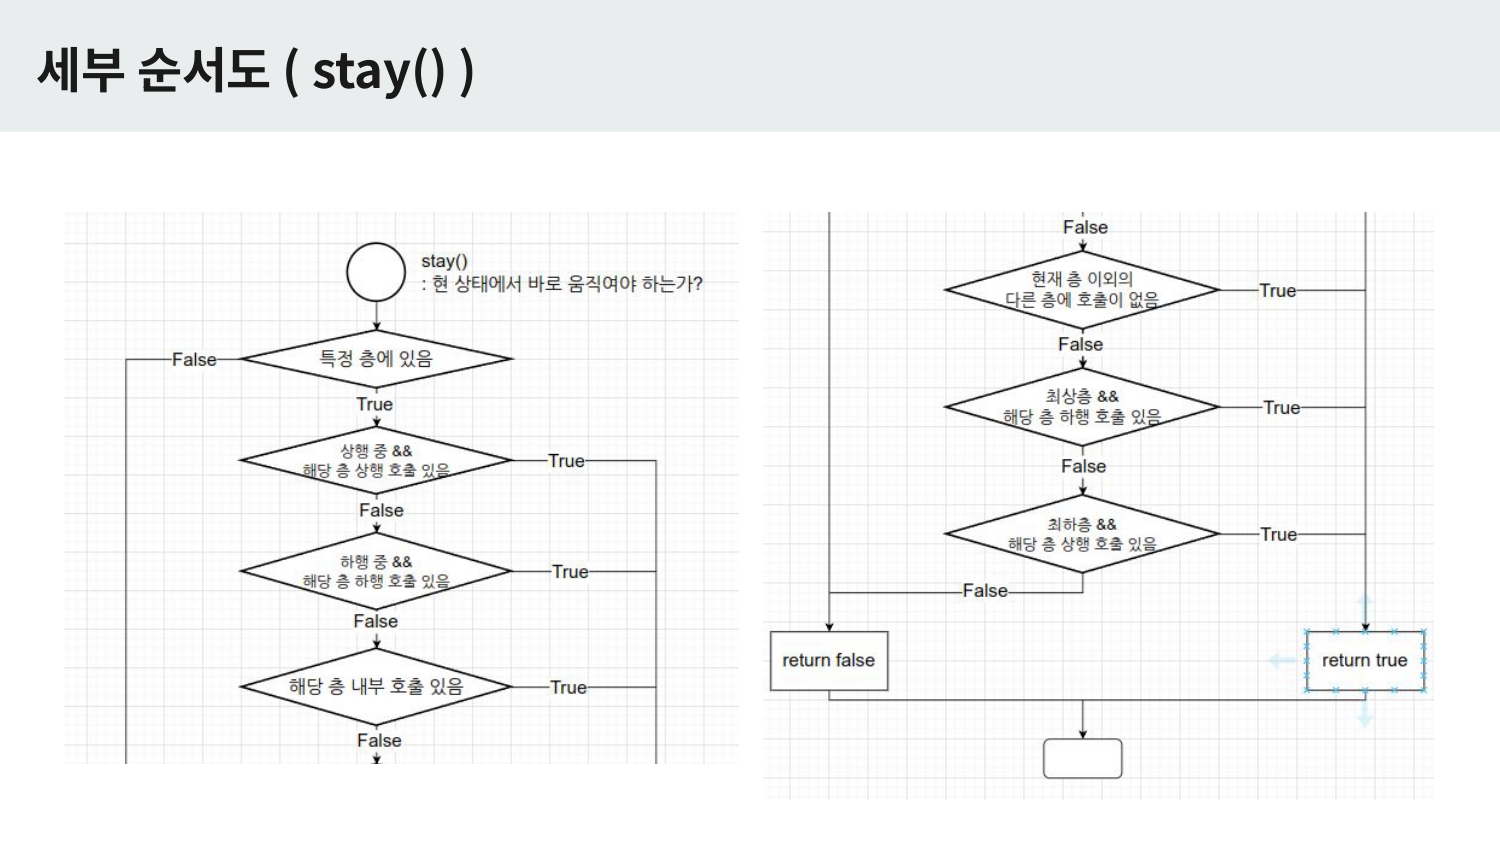 세부 순서도 ( stay() )
stay()
: 현 상태에서 바로 움직여야 하는가?
특정 층에 있음
False
True
상행 중 &&
해당 층 상행 호출 있음
True
False
하행 중 &&
해당 층 하행 호출 있음
True
False
해당 층 내부 호출 있음
True
False
False
현재 층 이외의
다른 층에 호출이 없음
True
False
최상층 &&
해당 층 하행 호출 있음
True
False
최하층 &&
해당 층 상행 호출 있음
True
False
return false
return true